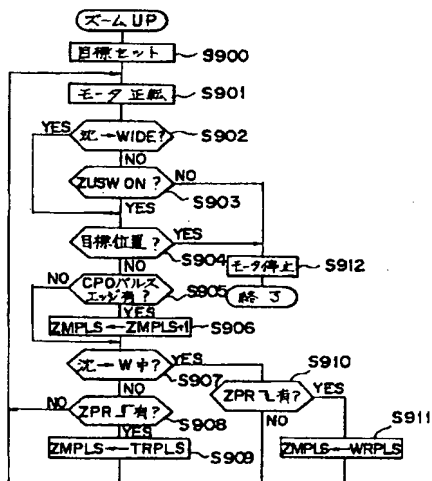 ズームUP
目標セット
S900
モータ正転
S901
YES
沈→WIDE?
S902
NO
ZUSW ON ?
NO
S903
YES
目標位置?
YES
S904
モータ停止
S912
NO
NO
CPOパルス
エッジ有?
S905
終了
YES
ZMPLS←ZMPLS+1
S906
沈→W中?
YES
S907
S910
NO
ZPR ↴有?
YES
NO
ZPR ↱有?
S908
NO
S911
YES
ZMPLS←TRPLS
S909
ZMPLS←WRPLS